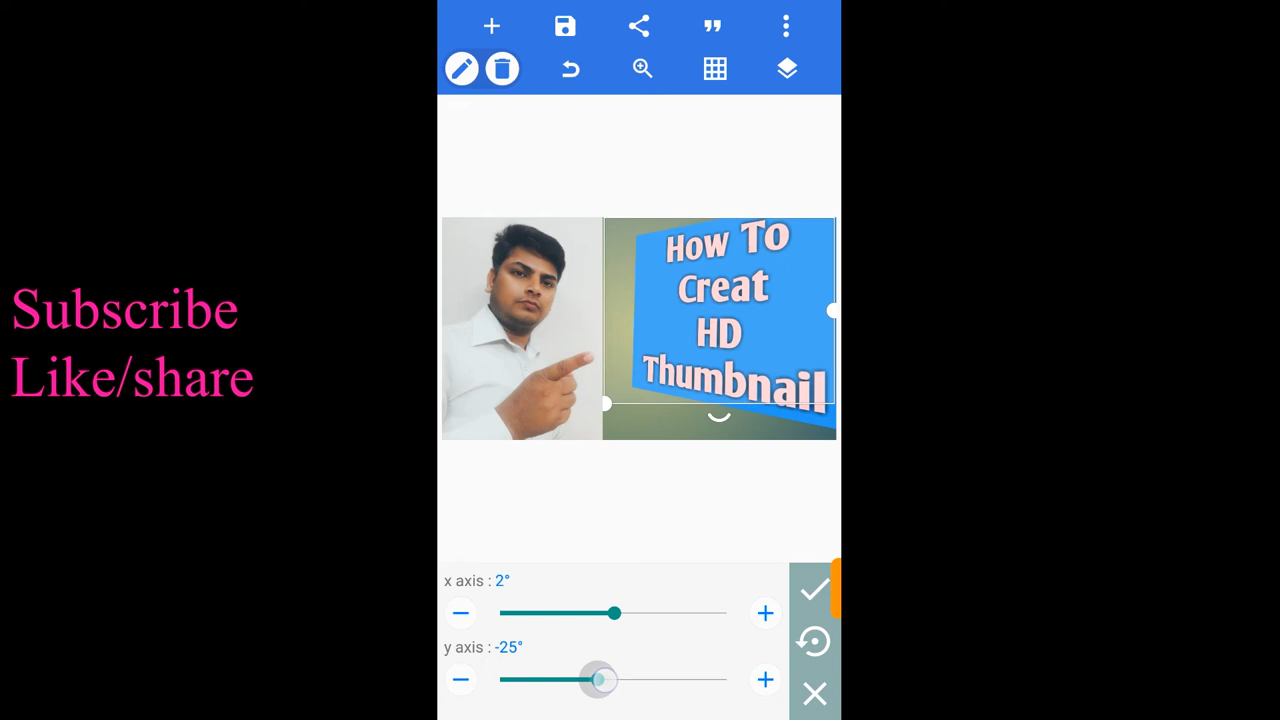 Subscribe
Like/share
How To
Creat
HD
Thumbnail
x axis : 2°
y axis : -25°